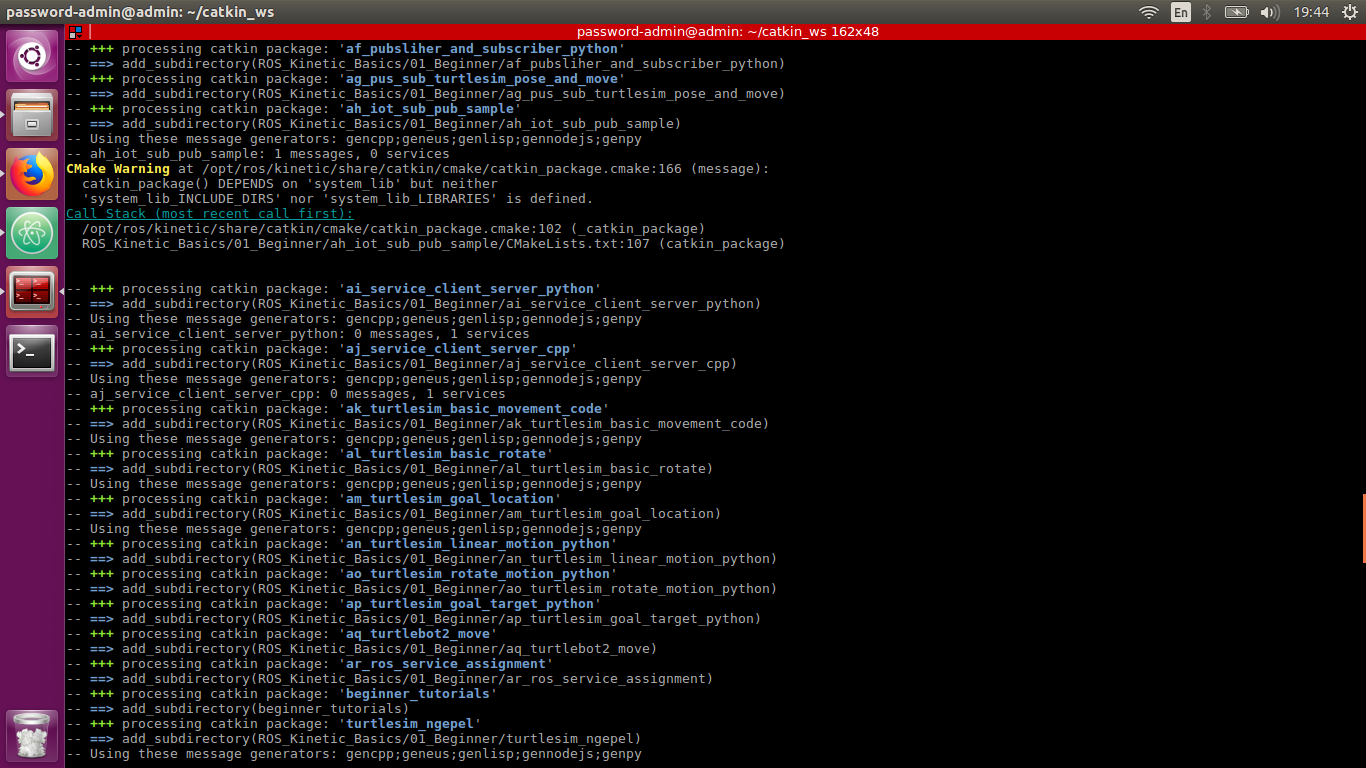 password-admin@admin: ~/catkin_ws
En
19:44
password-admin@admin: ~/catkin_ws 162x48
-- +++ processing catkin package: 'af_pubsliher_and_subscriber_python'
-- ==> add_subdirectory(ROS_Kinetic_Basics/01_Beginner/af_pubsliher_and_subscriber_python)
-- +++ processing catkin package: 'ag_pus_sub_turtlesim_pose_and_move'
-- ==> add_subdirectory(ROS_Kinetic_Basics/01_Beginner/ag_pus_sub_turtlesim_pose_and_move)
-- +++ processing catkin package: 'ah_iot_sub_pub_sample'
-- ==> add_subdirectory(ROS_Kinetic_Basics/01_Beginner/ah_iot_sub_pub_sample)
-- Using these message generators: gencpp;geneus;genlisp;gennodejs;genpy
-- ah_iot_sub_pub_sample: 1 messages, 0 services
CMake Warning at /opt/ros/kinetic/share/catkin/cmake/catkin_package.cmake:166 (message):
  catkin_package() DEPENDS on 'system_lib' but neither
  'system_lib_INCLUDE_DIRS' nor 'system_lib_LIBRARIES' is defined.
Call Stack (most recent call first):
  /opt/ros/kinetic/share/catkin/cmake/catkin_package.cmake:102 (_catkin_package)
  ROS_Kinetic_Basics/01_Beginner/ah_iot_sub_pub_sample/CMakeLists.txt:107 (catkin_package)
-- +++ processing catkin package: 'ai_service_client_server_python'
-- ==> add_subdirectory(ROS_Kinetic_Basics/01_Beginner/ai_service_client_server_python)
-- Using these message generators: gencpp;geneus;genlisp;gennodejs;genpy
-- ai_service_client_server_python: 0 messages, 1 services
-- +++ processing catkin package: 'aj_service_client_server_cpp'
-- ==> add_subdirectory(ROS_Kinetic_Basics/01_Beginner/aj_service_client_server_cpp)
-- Using these message generators: gencpp;geneus;genlisp;gennodejs;genpy
-- aj_service_client_server_cpp: 0 messages, 1 services
-- +++ processing catkin package: 'ak_turtlesim_basic_movement_code'
-- ==> add_subdirectory(ROS_Kinetic_Basics/01_Beginner/ak_turtlesim_basic_movement_code)
-- Using these message generators: gencpp;geneus;genlisp;gennodejs;genpy
-- +++ processing catkin package: 'al_turtlesim_basic_rotate'
-- ==> add_subdirectory(ROS_Kinetic_Basics/01_Beginner/al_turtlesim_basic_rotate)
-- Using these message generators: gencpp;geneus;genlisp;gennodejs;genpy
-- +++ processing catkin package: 'am_turtlesim_goal_location'
-- ==> add_subdirectory(ROS_Kinetic_Basics/01_Beginner/am_turtlesim_goal_location)
-- Using these message generators: gencpp;geneus;genlisp;gennodejs;genpy
-- +++ processing catkin package: 'an_turtlesim_linear_motion_python'
-- ==> add_subdirectory(ROS_Kinetic_Basics/01_Beginner/an_turtlesim_linear_motion_python)
-- +++ processing catkin package: 'ao_turtlesim_rotate_motion_python'
-- ==> add_subdirectory(ROS_Kinetic_Basics/01_Beginner/ao_turtlesim_rotate_motion_python)
-- +++ processing catkin package: 'ap_turtlesim_goal_target_python'
-- ==> add_subdirectory(ROS_Kinetic_Basics/01_Beginner/ap_turtlesim_goal_target_python)
-- +++ processing catkin package: 'aq_turtlebot2_move'
-- ==> add_subdirectory(ROS_Kinetic_Basics/01_Beginner/aq_turtlebot2_move)
-- +++ processing catkin package: 'ar_ros_service_assignment'
-- ==> add_subdirectory(ROS_Kinetic_Basics/01_Beginner/ar_ros_service_assignment)
-- +++ processing catkin package: 'beginner_tutorials'
-- ==> add_subdirectory(beginner_tutorials)
-- +++ processing catkin package: 'turtlesim_ngepel'
-- ==> add_subdirectory(ROS_Kinetic_Basics/01_Beginner/turtlesim_ngepel)
-- Using these message generators: gencpp;geneus;genlisp;gennodejs;genpy